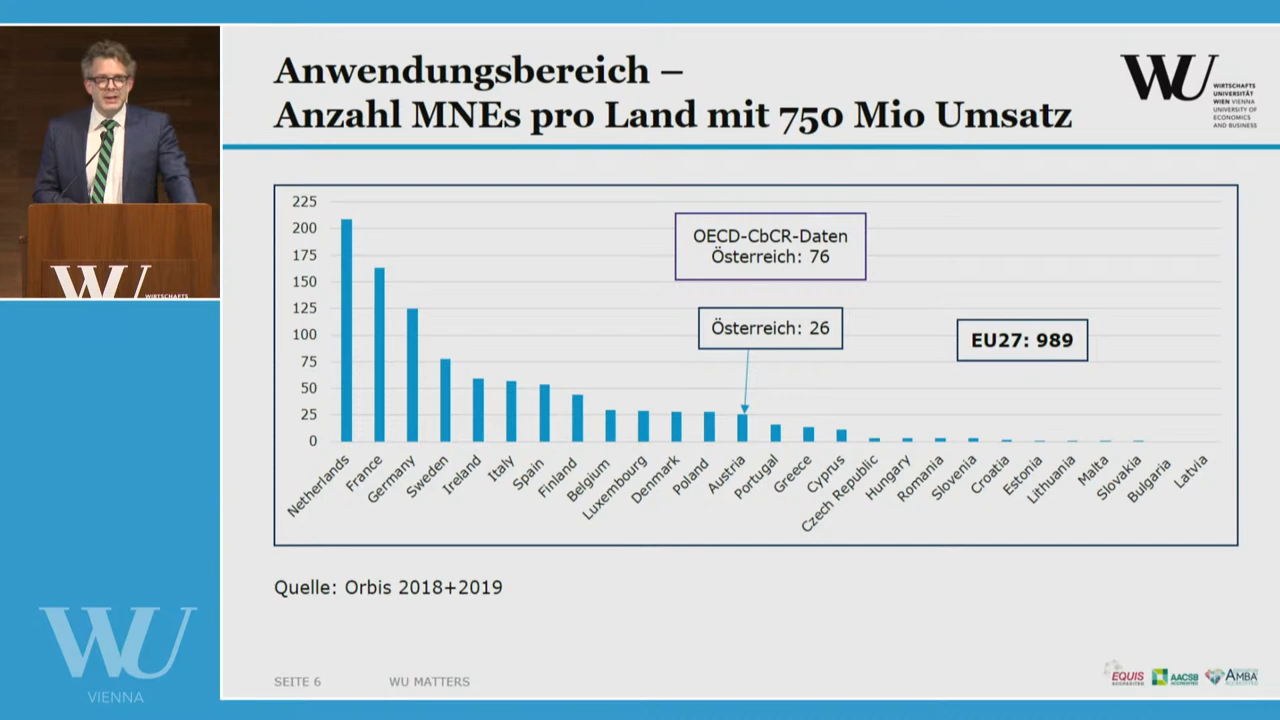 Anwendungsbereich –
Anzahl MNEs pro Land mit 750 Mio Umsatz
WU
WIRTSCHAFTS
UNIVERSITÄT
WIEN VIENNA
UNIVERSITY OF
ECONOMICS
AND BUSINESS
225
200
175
150
125
100
75
50
25
0
OECD-CbCR-Daten
Österreich: 76
Österreich: 26
EU27: 989
Netherlands
France
Germany
Sweden
Ireland
Italy
Spain
Finland
Belgium
Luxembourg
Denmark
Poland
Austria
Portugal
Greece
Cyprus
Czech Republic
Hungary
Romania
Slovenia
Croatia
Estonia
Lithuania
Malta
Slovakia
Bulgaria
Latvia
Quelle: Orbis 2018+2019
SEITE 6
WU MATTERS
EQUIS
ACCREDITED
AACSB
ACCREDITED
AMBA
WU
WIRTSCHAFTS
WU
VIENNA